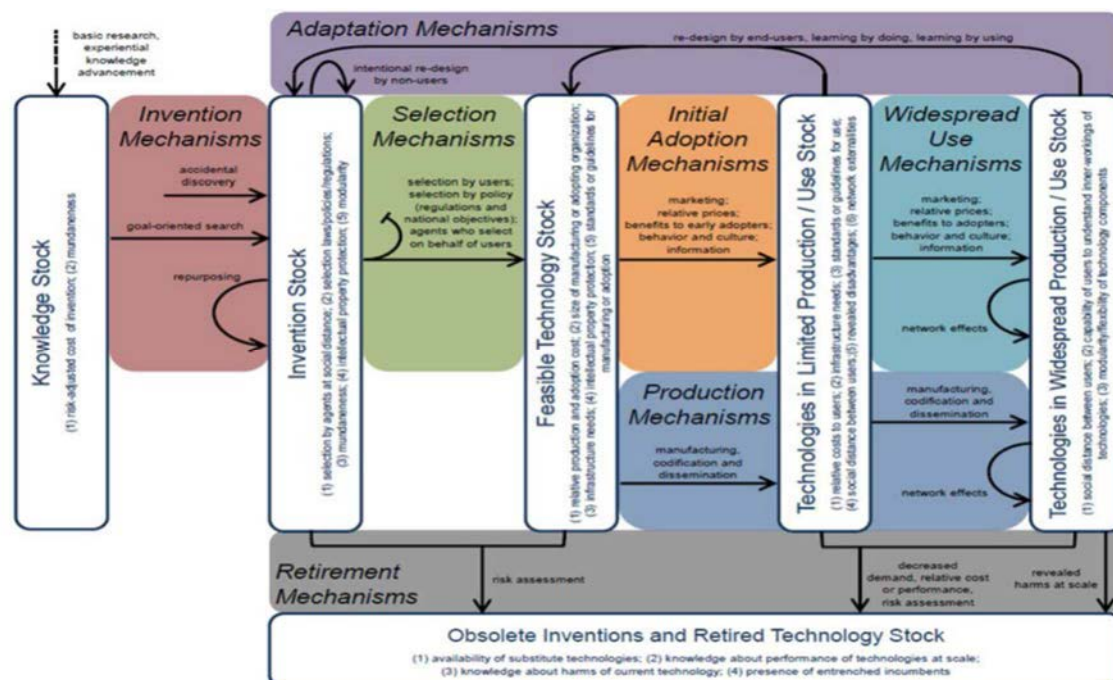 basic research,
experiential
knowledge
advancement
Adaptation Mechanisms
re-design by end-users, learning by doing, learning by using
intentional re-design
by non-users
Knowledge Stock
(1) risk-adjusted cost of invention; (2) mundaneness
Invention
Mechanisms
accidental
discovery
goal-oriented search
repurposing
Invention Stock
(1) selection by agents at social distance; (2) selection laws/policies/regulations;
(3) mundaneness; (4) intellectual property protection; (5) modularity
Selection
Mechanisms
selection by users;
selection by policy
(regulations and
national objectives);
agents who select
on behalf of users
Feasible Technology Stock
(1) relative production and adoption cost; (2) size of manufacturing or adopting organization;
(3) infrastructure needs; (4) intellectual property protection; (5) standards or guidelines for
manufacturing or adoption
Initial
Adoption
Mechanisms
marketing;
relative prices;
benefits to early adopters;
behavior and culture;
information
Production
Mechanisms
manufacturing,
codification and
dissemination
Technologies in Limited Production / Use Stock
(1) relative costs to users; (2) infrastructure needs; (3) standards or guidelines for use;
(4) social distance between users;(5) revealed disadvantages; (6) network externalities
Widespread
Use
Mechanisms
marketing;
relative prices;
benefits to adopters;
behavior and culture;
information
network effects
manufacturing,
codification and
dissemination
network effects
Technologies in Widespread Production / Use Stock
(1) social distance between users; (2) capability of users to understand inner-workings of
technologies; (3) modularity/flexibility of technology components
Retirement
Mechanisms
risk assessment
decreased
demand, relative cost
or performance,
risk assessment
revealed
harms at scale
Obsolete Inventions and Retired Technology Stock
(1) availability of substitute technologies; (2) knowledge about performance of technologies at scale;
(3) knowledge about harms of current technology; (4) presence of entrenched incumbents